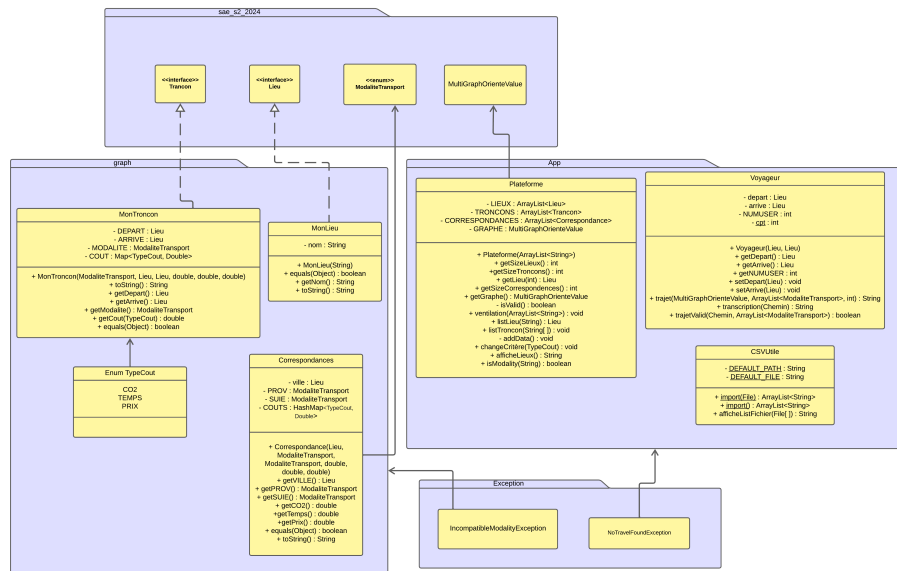 sae_s2_2024
<<interface>>
Trancon
<<interface>>
Lieu
<<enum>>
ModaliteTransport
MultiGraphOrienteValue
graph
MonTroncon
- DEPART : Lieu
- ARRIVE : Lieu
- MODALITE : ModaliteTransport
- COUT : Map<TypeCout, Double>
+ MonTroncon(ModaliteTransport, Lieu, Lieu, double, double, double)
+ toString() : String
+ getDepart() : Lieu
+ getArrive() : Lieu
+ getModalite() : ModaliteTransport
+ getCout(TypeCout) : double
+ equals(Object) : boolean
MonLieu
- nom : String
+ MonLieu(String)
+ equals(Object) : boolean
+ getNom() : String
+ toString() : String
Enum TypeCout
CO2
TEMPS
PRIX
Correspondances
- ville : Lieu
- PROV : ModaliteTransport
- SUIE : ModaliteTransport
- COUTS : HashMap<TypeCout,
Double>
+ Correspondance(Lieu,
ModaliteTransport,
ModaliteTransport, double,
double, double)
+ getVILLE() : Lieu
+ getPROV() : ModaliteTransport
+ getSUIE() : ModaliteTransport
+ getCO2() : double
+getTemps() : double
+getPrix() : double
+ equals(Object) : boolean
+ toString() : String
App
Plateforme
- LIEUX : ArrayList<Lieu>
- TRONCONS : ArrayList<Trancon>
- CORRESPONDANCES : ArrayList<Correspondance>
- GRAPHE : MultiGraphOrienteValue
+ Plateforme(ArrayList<String>)
+ getSizeLieux() : int
+getSizeTroncons() : int
+ getLieu(int) : Lieu
+ getSizeCorrespondences() : int
+getGraphe() : MultiGraphOrienteValue
- isValid() : boolean
+ ventilation(ArrayList<String>) : void
+ listLieu(String) : Lieu
+ listTroncon(String[ ]) : void
- addData() : void
+ changeCritère(TypeCout) : void
+ afficheLieux() : String
+ isModality(String) : boolean
Voyageur
- depart : Lieu
- arrive : Lieu
- NUMUSER : int
- cpt : int
+ Voyageur(Lieu, Lieu)
+ getDepart() : Lieu
+ getArrive() : Lieu
+ getNUMUSER : int
+ setDepart(Lieu) : void
+ setArrive(Lieu) : void
+ trajet(MultiGraphOrienteValue, ArrayList<ModaliteTransport>, int) : String
+ transcription(Chemin) : String
+ trajetValid(Chemin, ArrayList<ModaliteTransport>) : boolean
CSVUtile
- DEFAULT_PATH : String
- DEFAULT_FILE : String
+ import(File) : ArrayList<String>
+ import() : ArrayList<String>
+ afficheListFichier(File[ ]) : String
Exception
IncompatibleModalityException
NoTravelFoundException